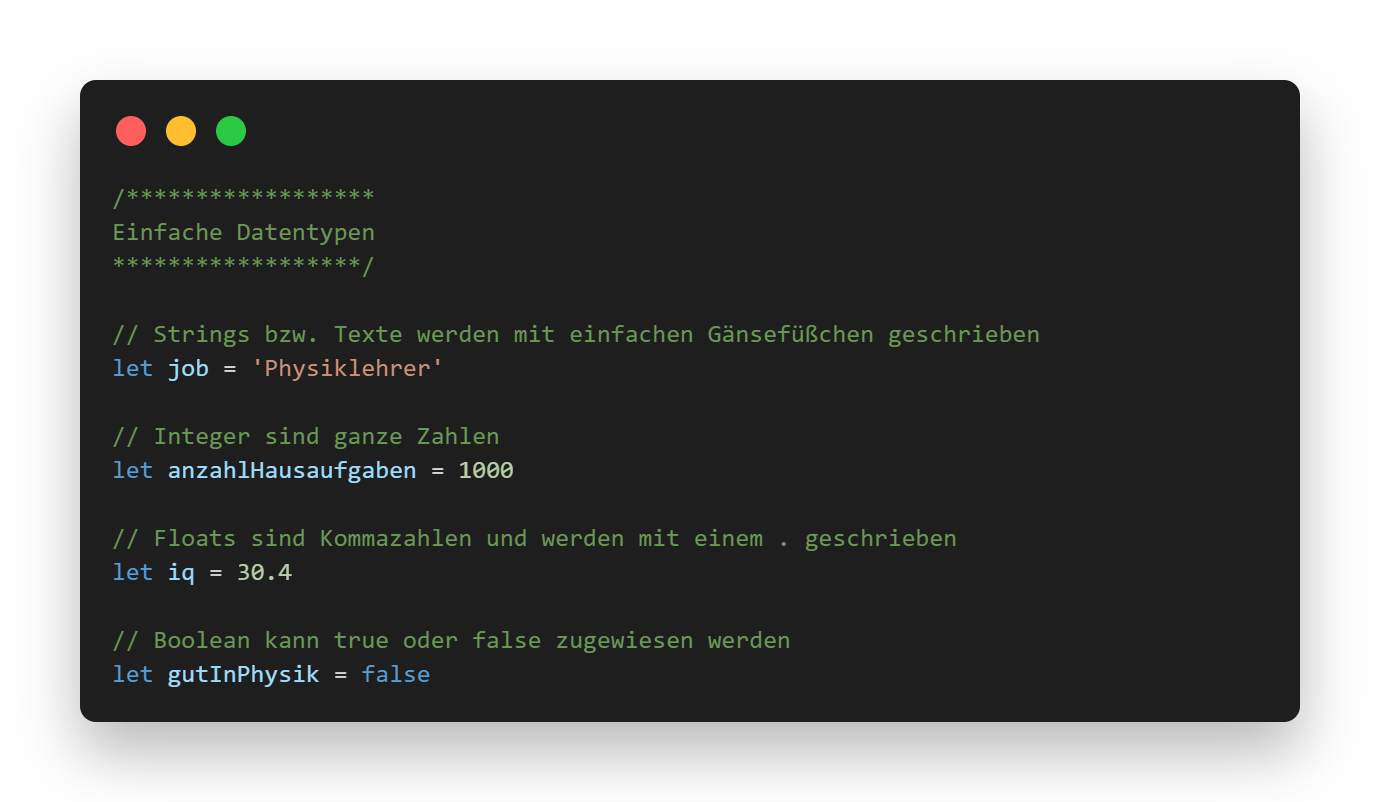 /******************
Einfache Datentypen
******************/
// Strings bzw. Texte werden mit einfachen Gänsefüßchen geschrieben
let job = 'Physiklehrer'
// Integer sind ganze Zahlen
let anzahlHausaufgaben = 1000
// Floats sind Kommazahlen und werden mit einem . geschrieben
let iq = 30.4
// Boolean kann true oder false zugewiesen werden
let gutInPhysik = false